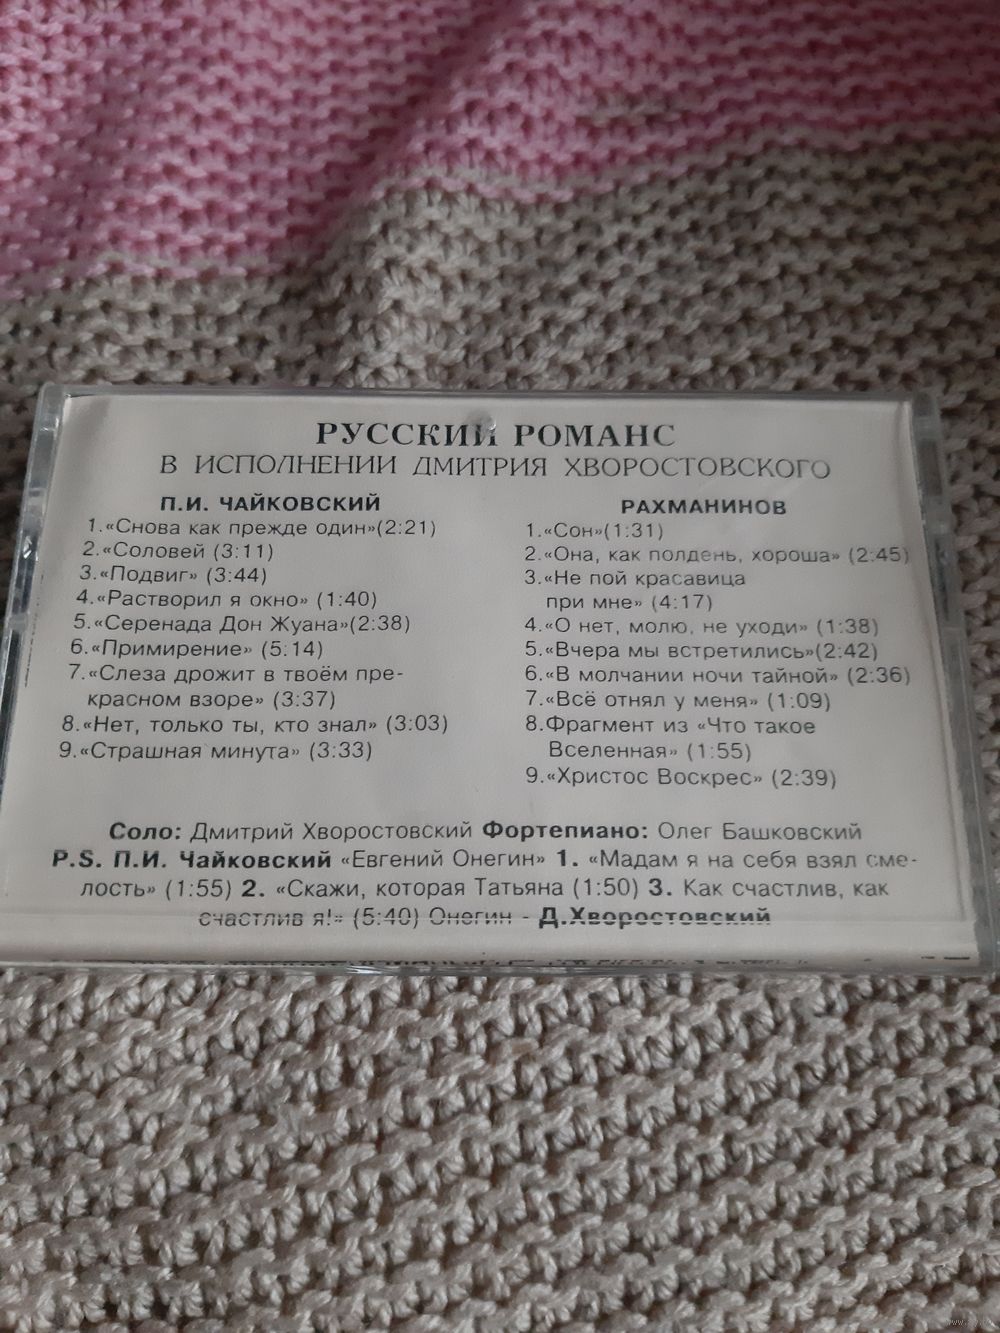 РУССКИЙ РОМАНС
В ИСПОЛНЕНИИ ДМИТРИЯ ХВОРОСТОВСКОГО
П.И. ЧАЙКОВСКИЙ
1.«Снова как прежде один»(2:21)
2.«Соловей (3:11)
3.«Подвиг» (3:44)
4.«Растворил я окно» (1:40)
5.«Серенада Дон Жуана»(2:38)
6.«Примирение» (5:14)
7.«Слеза дрожит в твоём пре-
красном взоре» (3:37)
8.«Нет, только ты, кто знал» (3:03)
9.«Страшная минута» (3:33)
РАХМАНИНОВ
1.«Сон»(1:31)
2.«Она, как полдень, хороша» (2:45)
3.«Не пой красавица
при мне» (4:17)
4.«О нет, молю, не уходи» (1:38)
5.«Вчера мы встретились»(2:42)
6.«В молчании ночи тайной» (2:36)
7.«Всё отнял у меня» (1:09)
8.Фрагмент из «Что такое
Вселенная» (1:55)
9.«Христос Воскрес» (2:39)
Соло: Дмитрий Хворостовский Фортепиано: Олег Башковский
P.S. П.И. Чайковский «Евгений Онегин» 1. «Мадам я на себя взял сме-
лость» (1:55) 2. «Скажи, которая Татьяна (1:50) 3. Как счастлив, как
счастлив я!» (5:40) Онегин - Д.Хворостовский